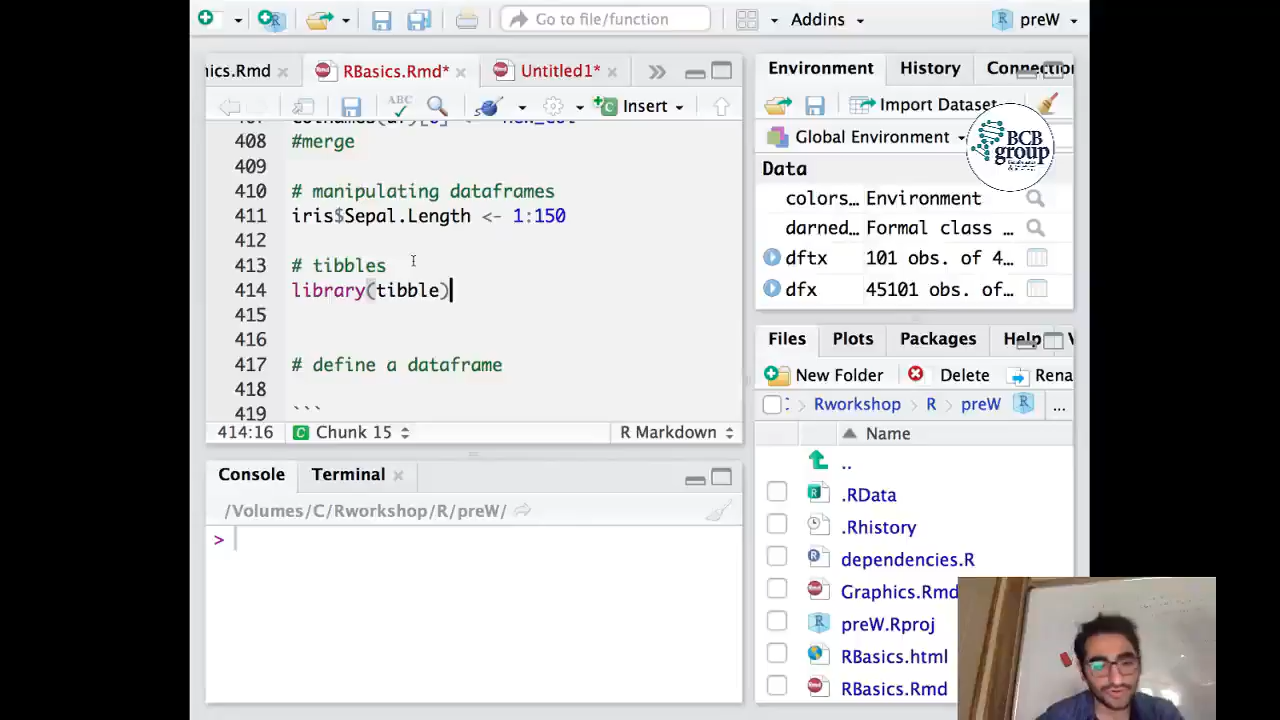 Go to file/function
Addins
preW
ics.Rmd
RBasics.Rmd*
Untitled1*
ABC
Insert
408 #merge
409
410 # manipulating dataframes
411 iris$Sepal.Length <- 1:150
412
413 # tibbles
414 library(tibble)
415
416
417 # define a dataframe
418
419 ```
414:16
Chunk 15
R Markdown
Console
Terminal
/Volumes/C/Rworkshop/R/preW/
>
Environment
History
Import Dataset
Global Environment
BCB
group
Data
colors… Environment
darned… Formal class …
dftx 101 obs. of 4…
dfx 45101 obs. of…
Files
Plots
Packages
Help
New Folder
Delete
Rena
Rworkshop
R
preW
...
Name
..
.RData
.Rhistory
dependencies.R
Graphics.Rmd
preW.Rproj
RBasics.html
RBasics.Rmd